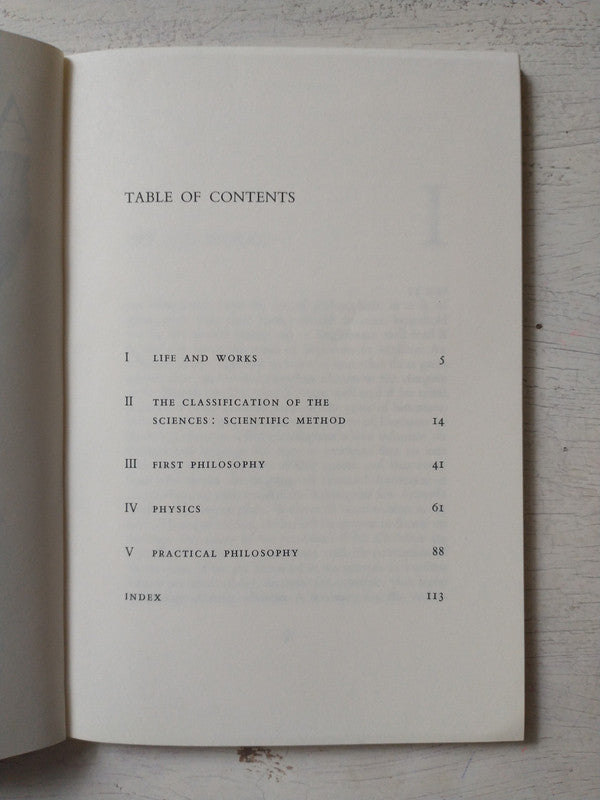 TABLE OF CONTENTS
I LIFE AND WORKS 5
II THE CLASSIFICATION OF THE
SCIENCES: SCIENTIFIC METHOD 14
III FIRST PHILOSOPHY 41
IV PHYSICS 61
V PRACTICAL PHILOSOPHY 88
INDEX 113